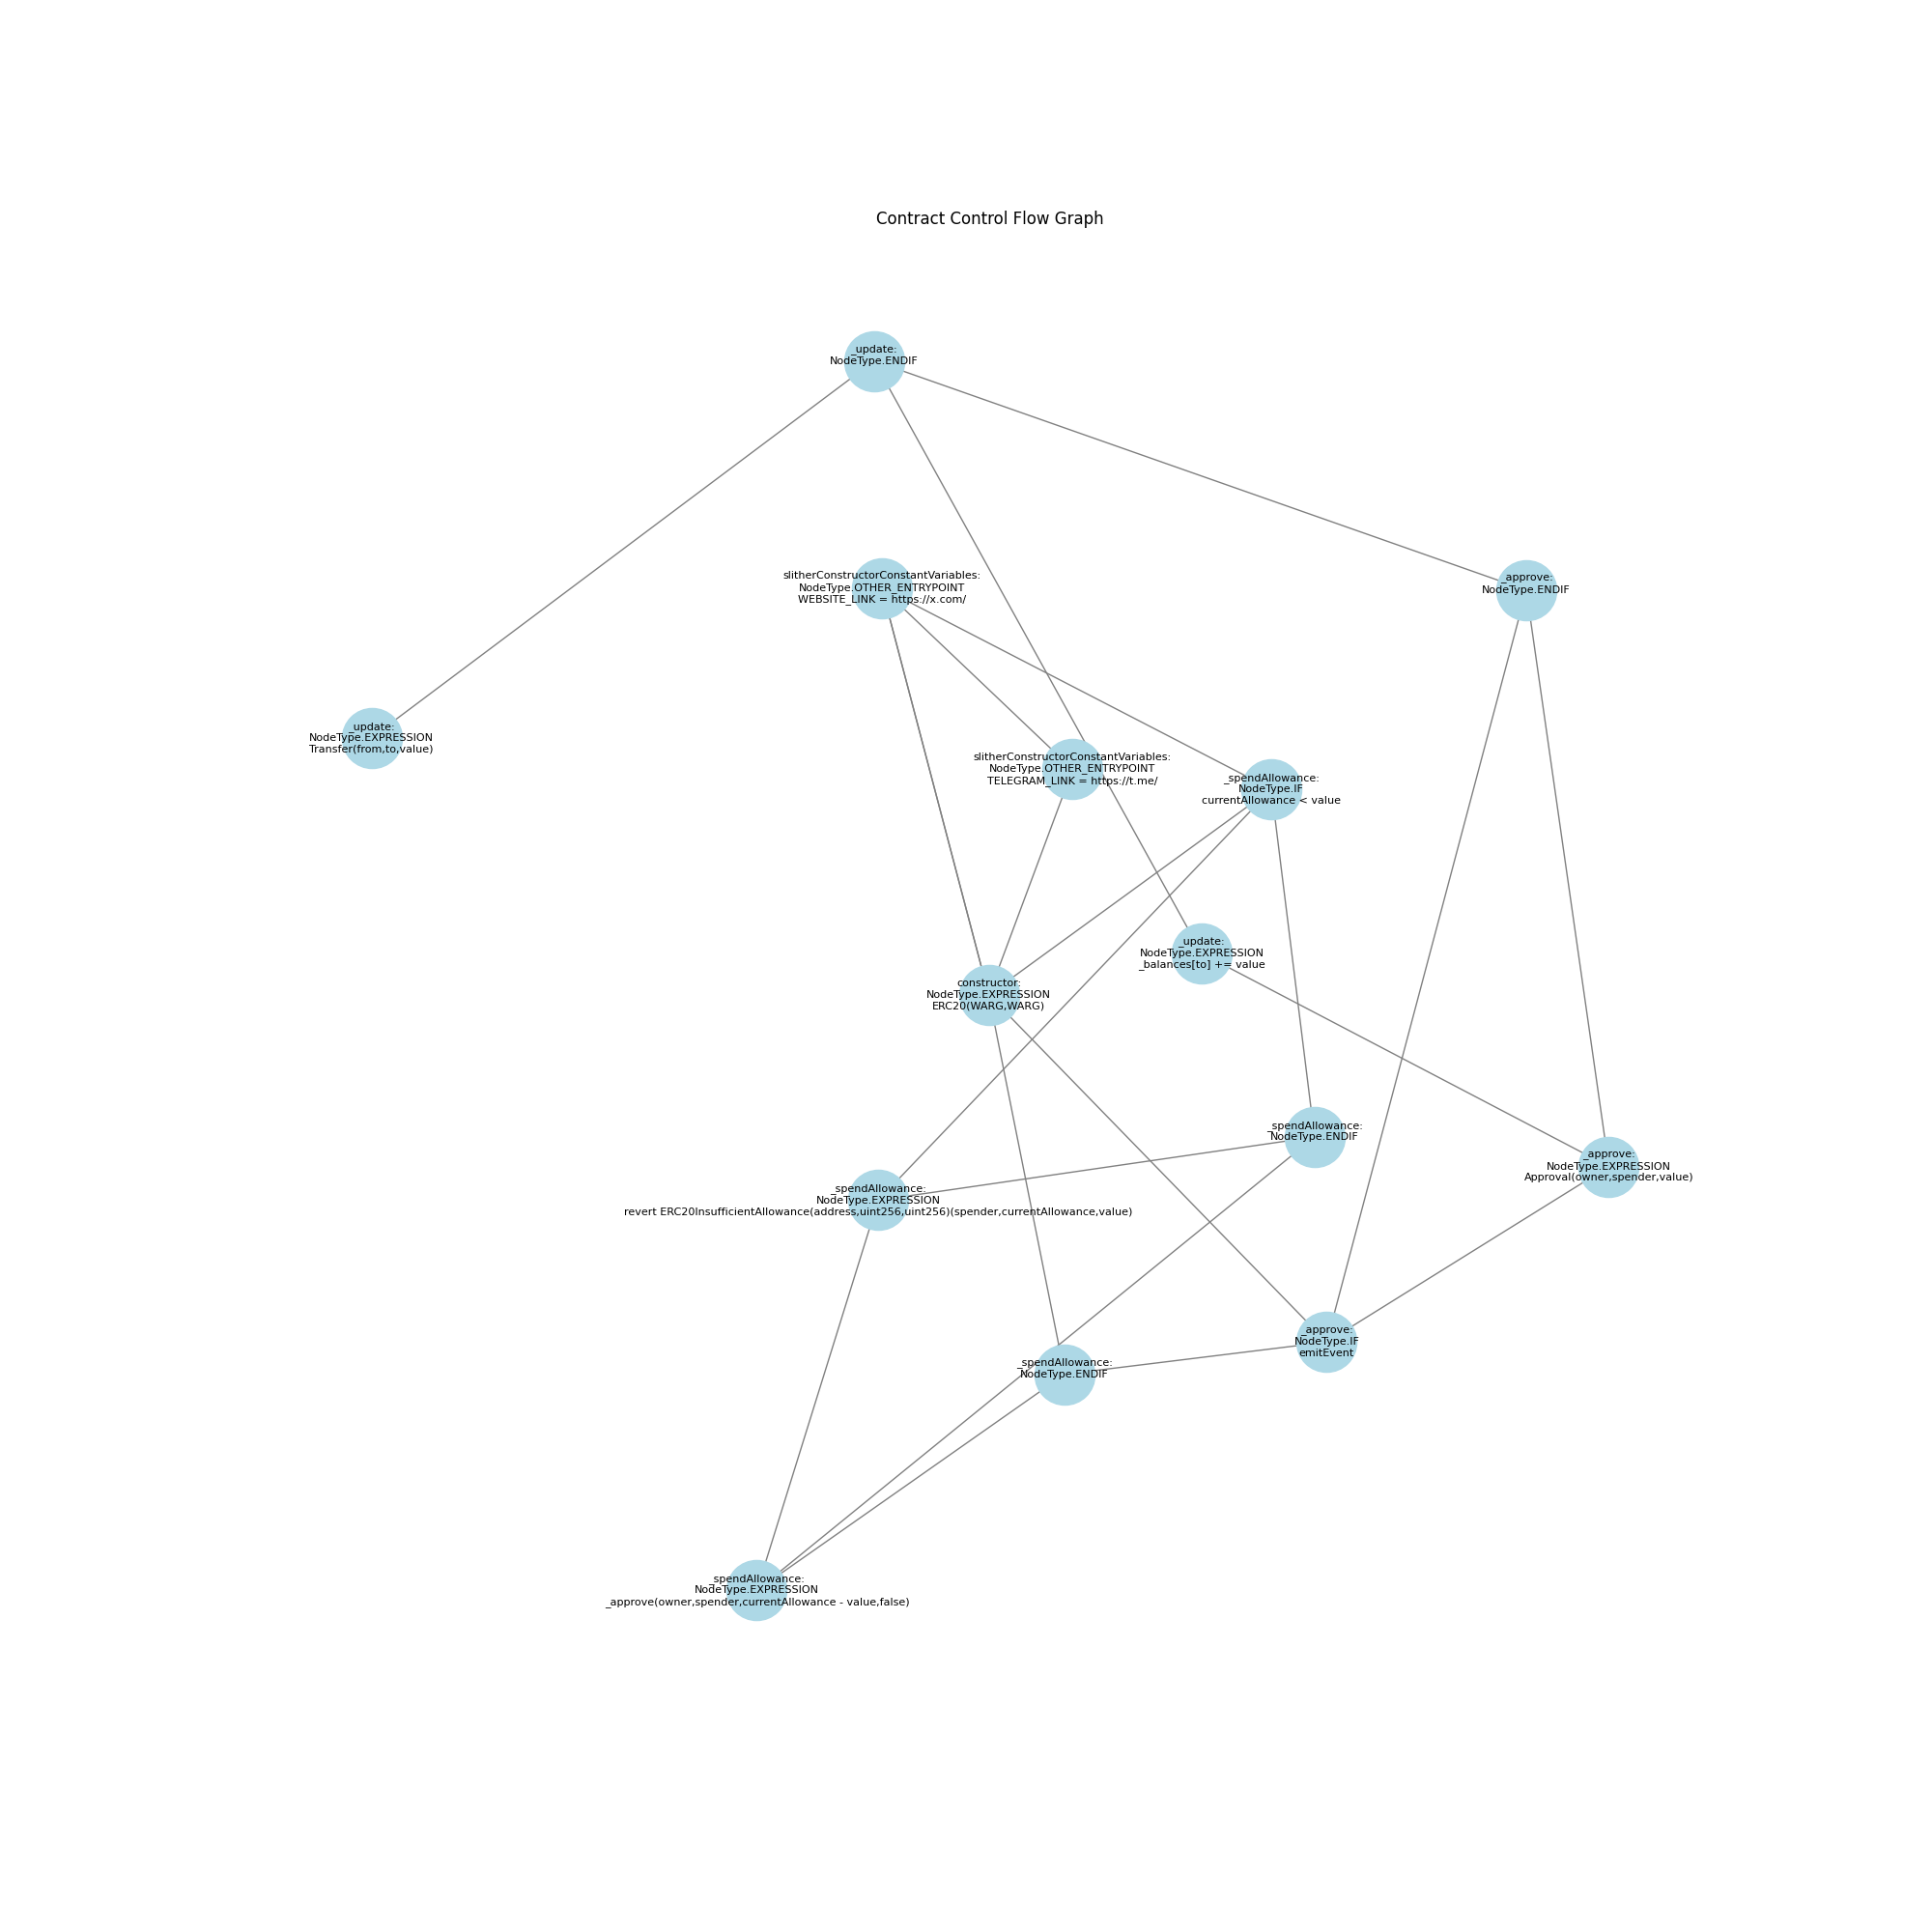 Contract Control Flow Graph
_update:
NodeType.ENDIF
slitherConstructorConstantVariables:
NodeType.OTHER_ENTRYPOINT
WEBSITE_LINK = https://x.com/
_approve:
NodeType.ENDIF
_update:
NodeType.EXPRESSION
Transfer(from,to,value)
slitherConstructorConstantVariables:
NodeType.OTHER_ENTRYPOINT
TELEGRAM_LINK = https://t.me/
_spendAllowance:
NodeType.IF
currentAllowance < value
_update:
NodeType.EXPRESSION
_balances[to] += value
constructor:
NodeType.EXPRESSION
ERC20(WARG,WARG)
_spendAllowance:
NodeType.ENDIF
_approve:
NodeType.EXPRESSION
Approval(owner,spender,value)
_spendAllowance:
NodeType.EXPRESSION
revert ERC20InsufficientAllowance(address,uint256,uint256)(spender,currentAllowance,value)
_approve:
NodeType.IF
emitEvent
_spendAllowance:
NodeType.ENDIF
_spendAllowance:
NodeType.EXPRESSION
_approve(owner,spender,currentAllowance - value,false)